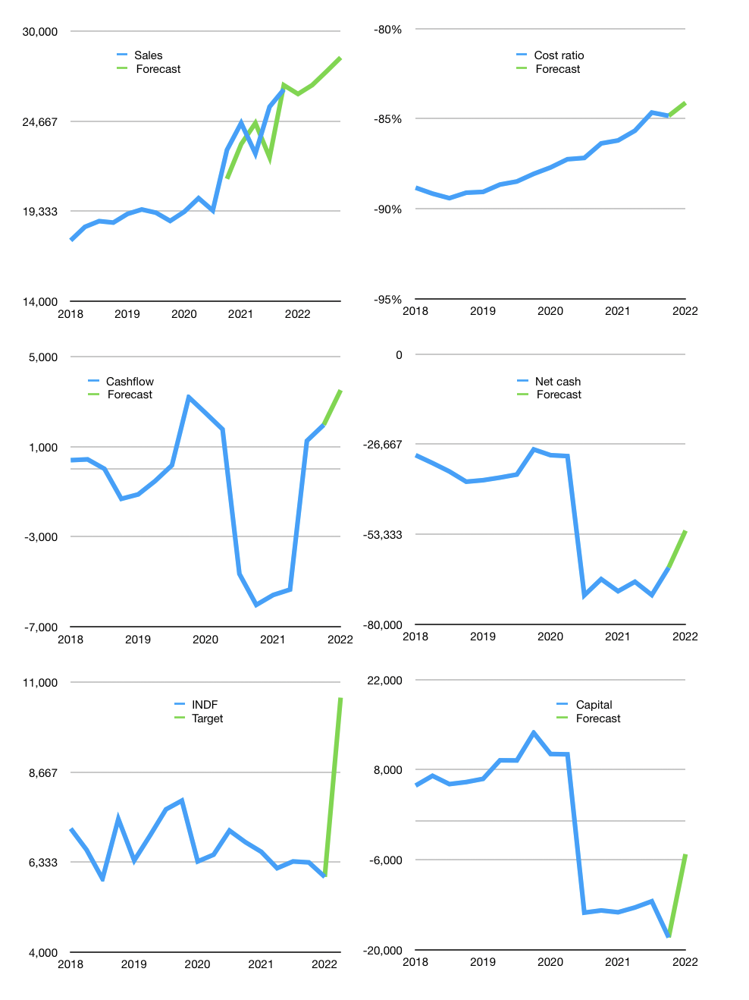 30,000
Sales
Forecast
24,667
19,333
14,000
2018 2019 2020 2021 2022
-80%
Cost ratio
Forecast
-85%
-90%
-95%
2018 2019 2020 2021 2022
5,000
Cashflow
Forecast
1,000
-3,000
-7,000
2018 2019 2020 2021 2022
0
Net cash
Forecast
-26,667
-53,333
-80,000
2018 2019 2020 2021 2022
11,000
INDF
Target
8,667
6,333
4,000
2018 2019 2020 2021 2022
22,000
Capital
Forecast
8,000
-6,000
-20,000
2018 2019 2020 2021 2022